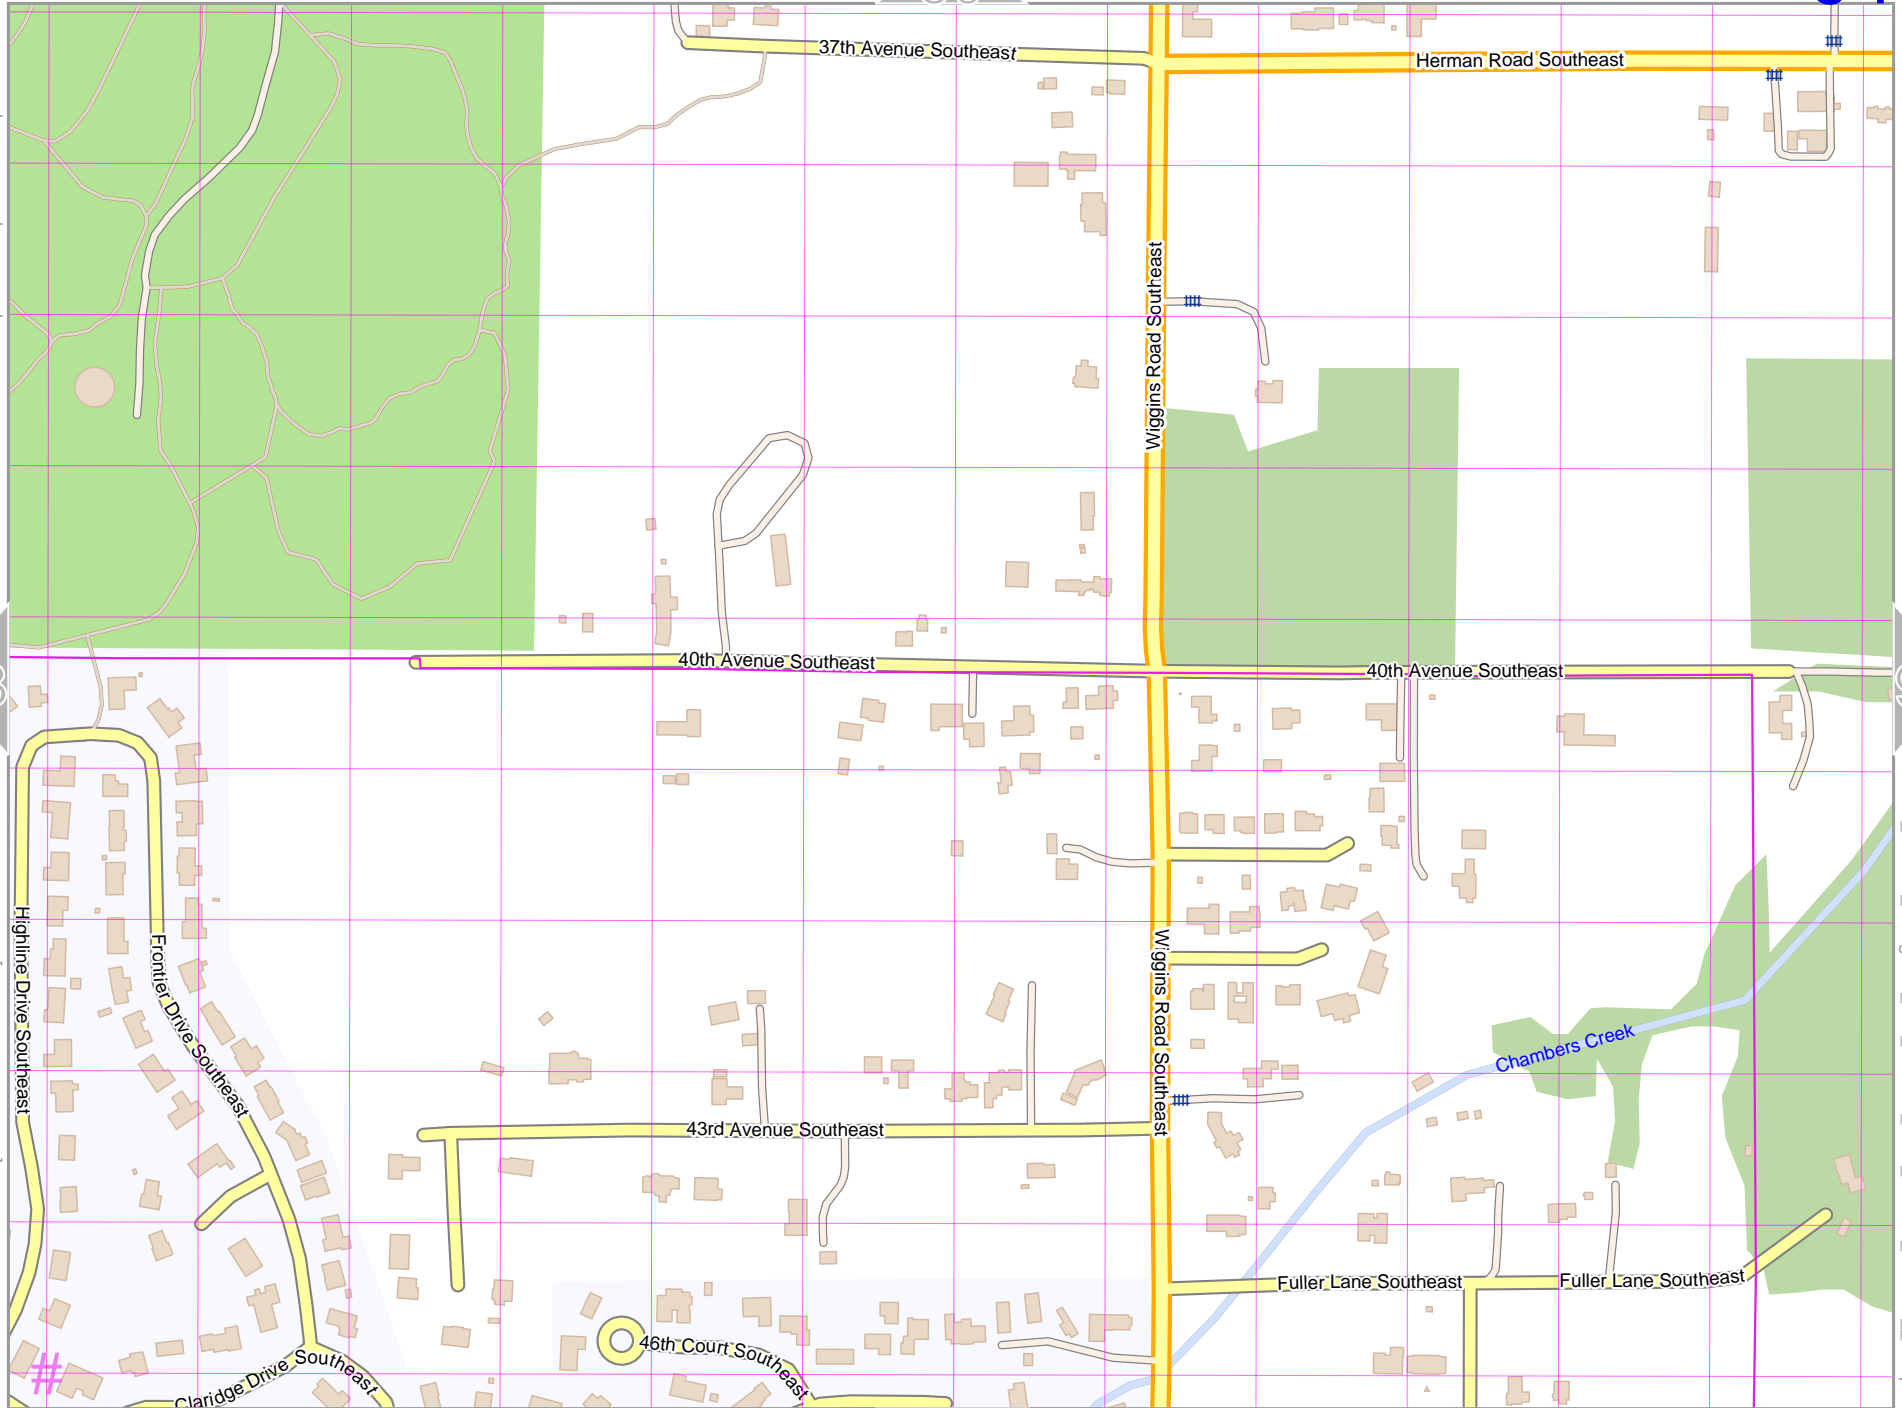 37th Avenue Southeast
Herman Road Southeast
Wiggins Road Southeast
40th Avenue Southeast
40th Avenue Southeast
Highline Drive Southeast
Frontier Drive Southeast
Wiggins Road Southeast
Chambers Creek
43rd Avenue Southeast
Fuller Lane Southeast
Fuller Lane Southeast
46th Court Southeast
Claridge Drive Southeast
#